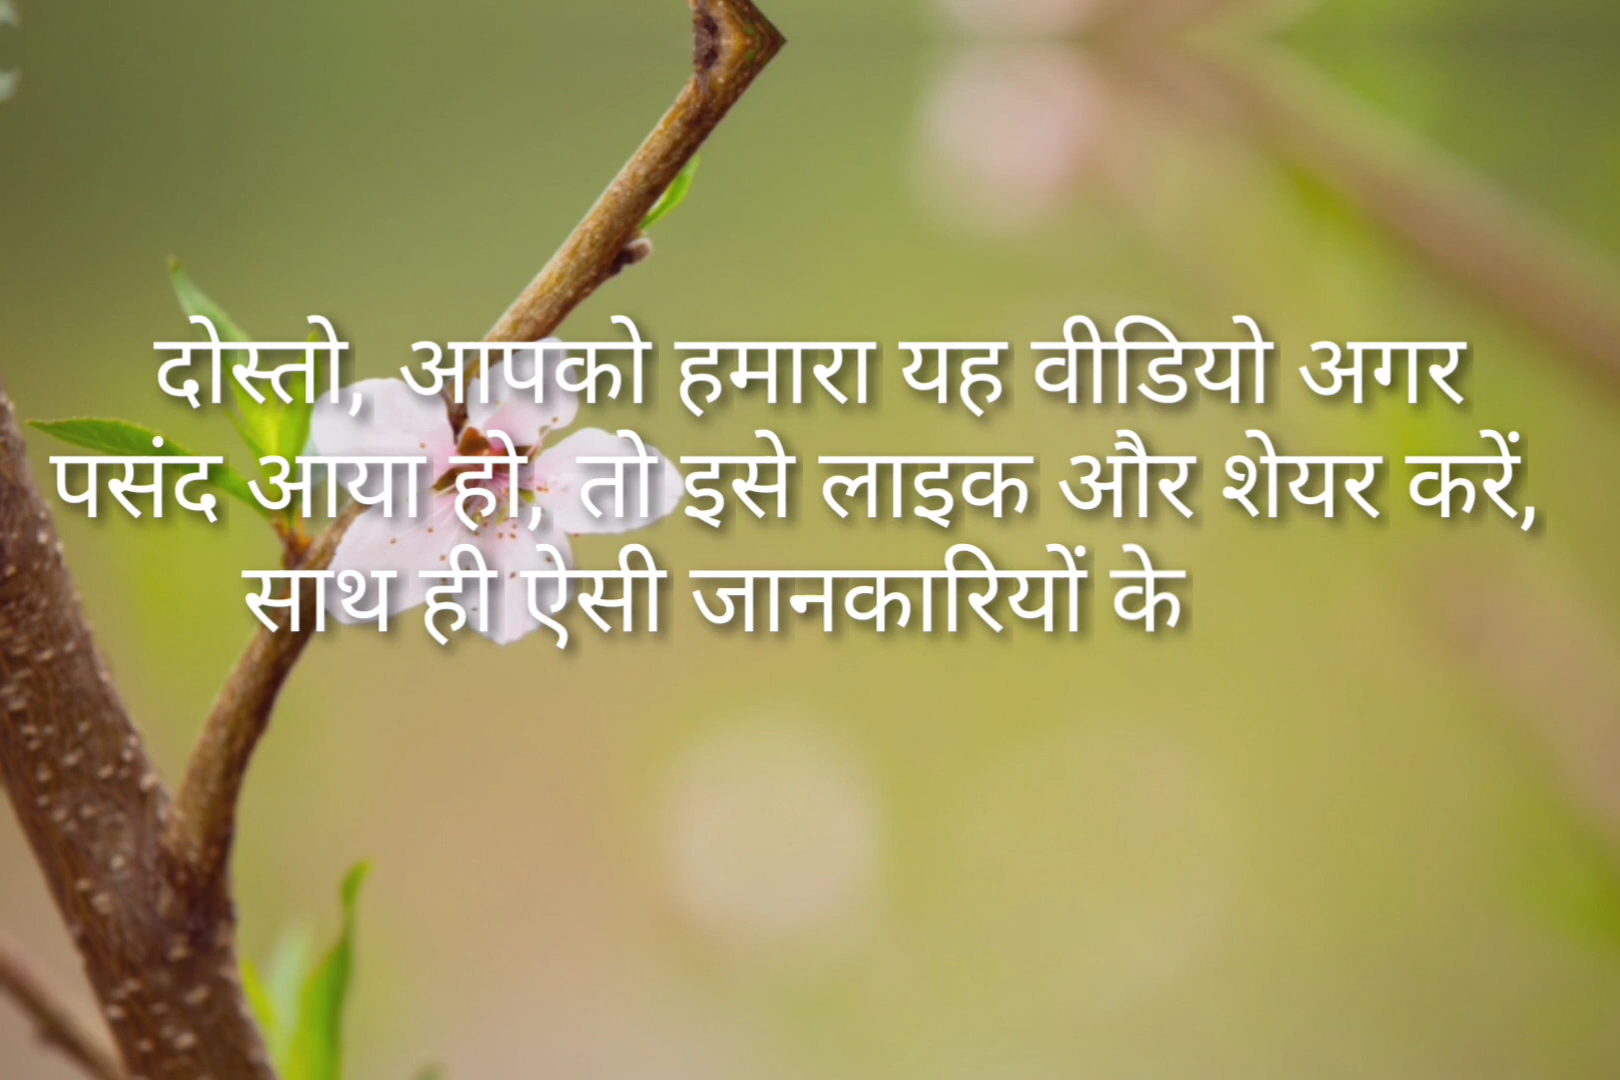 दोस्तो, आपको हमारा यह वीडियो अगर
पसंद आया हो, तो इसे लाइक और शेयर करें,
साथ ही ऐसी जानकारियों के